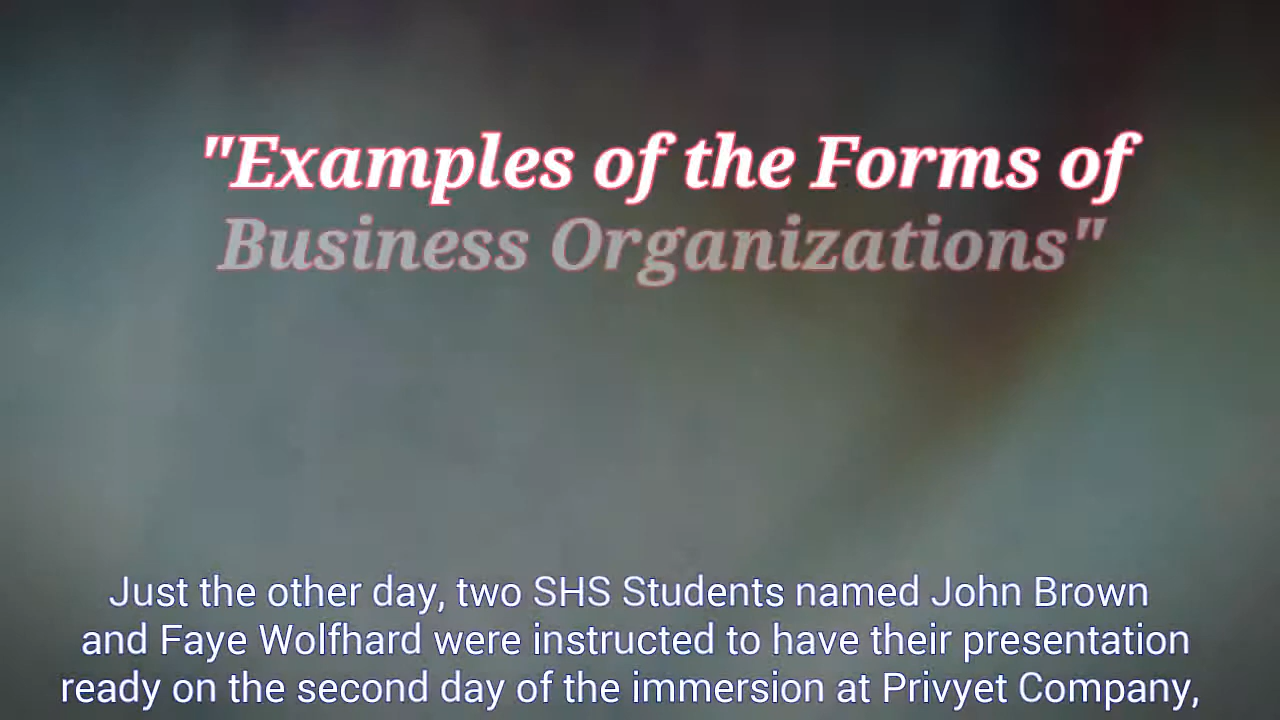 "Examples of the Forms of
Business Organizations"
Just the other day, two SHS Students named John Brown
and Faye Wolfhard were instructed to have their presentation
ready on the second day of the immersion at Privyet Company,